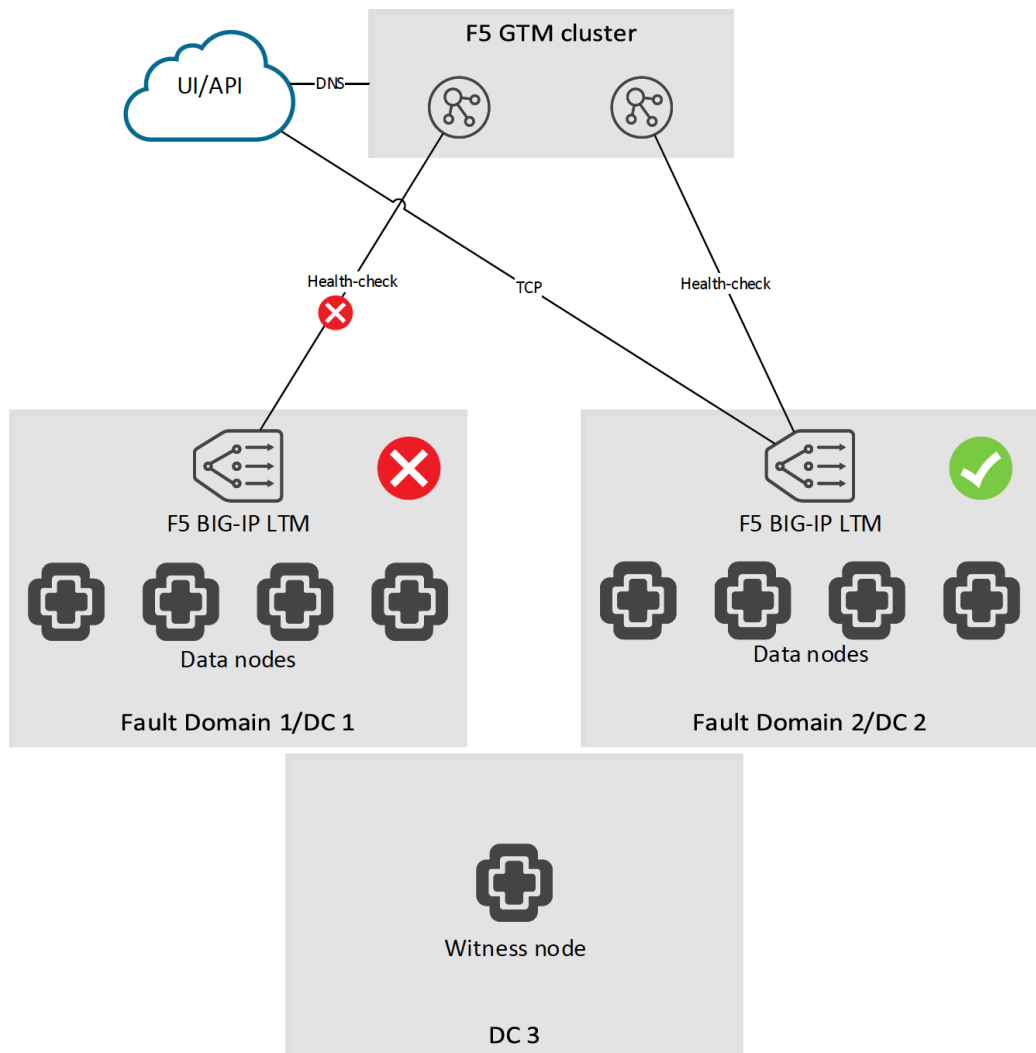 F5 GTM cluster
UI/API
DNS
Health-check
TCP
Health-check
F5 BIG-IP LTM
F5 BIG-IP LTM
Data nodes
Data nodes
Fault Domain 1/DC 1
Fault Domain 2/DC 2
Witness node
DC 3